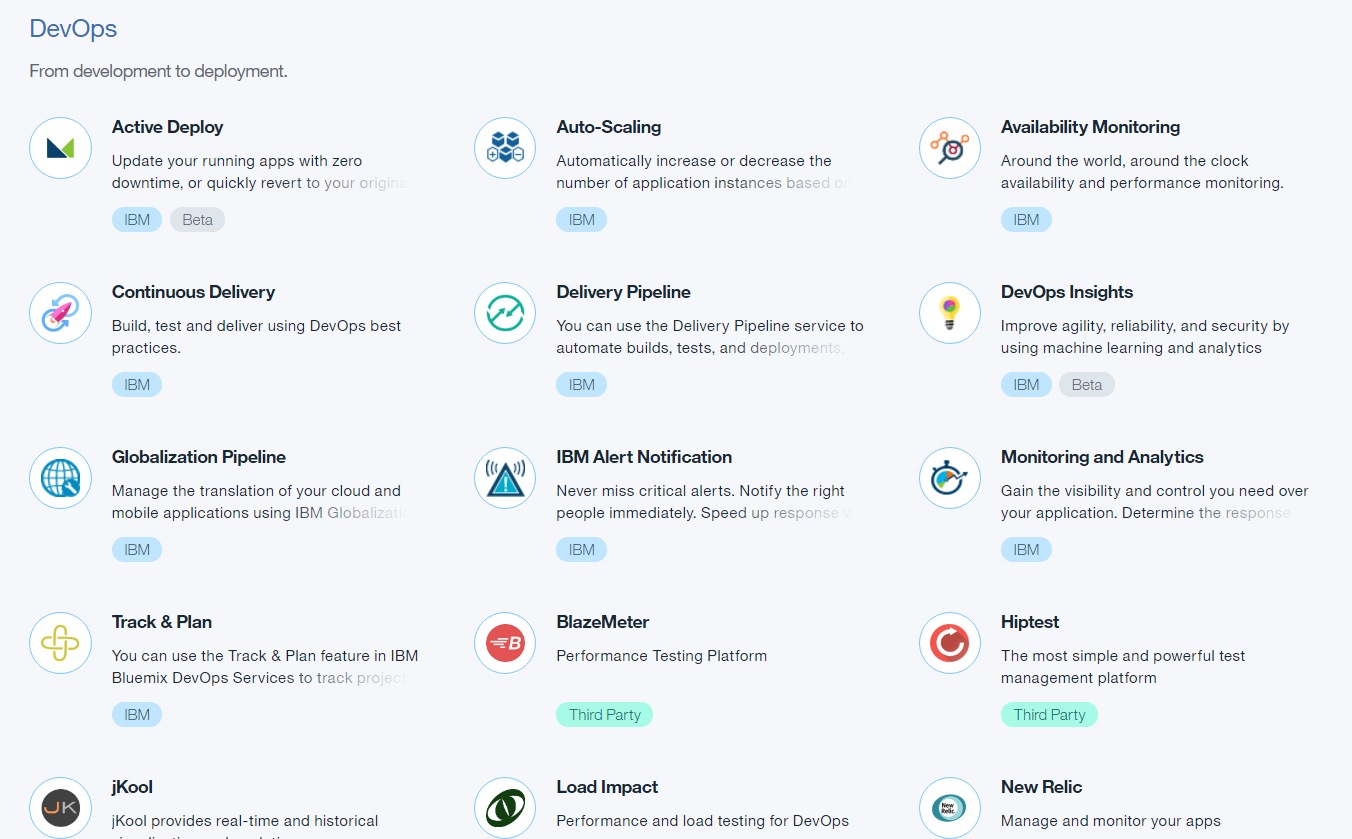 DevOps
From development to deployment.
Active Deploy
Update your running apps with zero
downtime, or quickly revert to your origina
IBM Beta
Auto-Scaling
Automatically increase or decrease the
number of application instances based on
IBM
Availability Monitoring
Around the world, around the clock
availability and performance monitoring.
IBM
Continuous Delivery
Build, test and deliver using DevOps best
practices.
IBM
Delivery Pipeline
You can use the Delivery Pipeline service to
automate builds, tests, and deployments,
IBM
DevOps Insights
Improve agility, reliability, and security by
using machine learning and analytics
IBM Beta
Globalization Pipeline
Manage the translation of your cloud and
mobile applications using IBM Globalizatio
IBM
IBM Alert Notification
Never miss critical alerts. Notify the right
people immediately. Speed up response w
IBM
Monitoring and Analytics
Gain the visibility and control you need over
your application. Determine the response
IBM
Track & Plan
You can use the Track & Plan feature in IBM
Bluemix DevOps Services to track project
IBM
B
BlazeMeter
Performance Testing Platform
Third Party
Hiptest
The most simple and powerful test
management platform
Third Party
JK
jKool
jKool provides real-time and historical
Load Impact
Performance and load testing for DevOps
New
Relic.
New Relic
Manage and monitor your apps